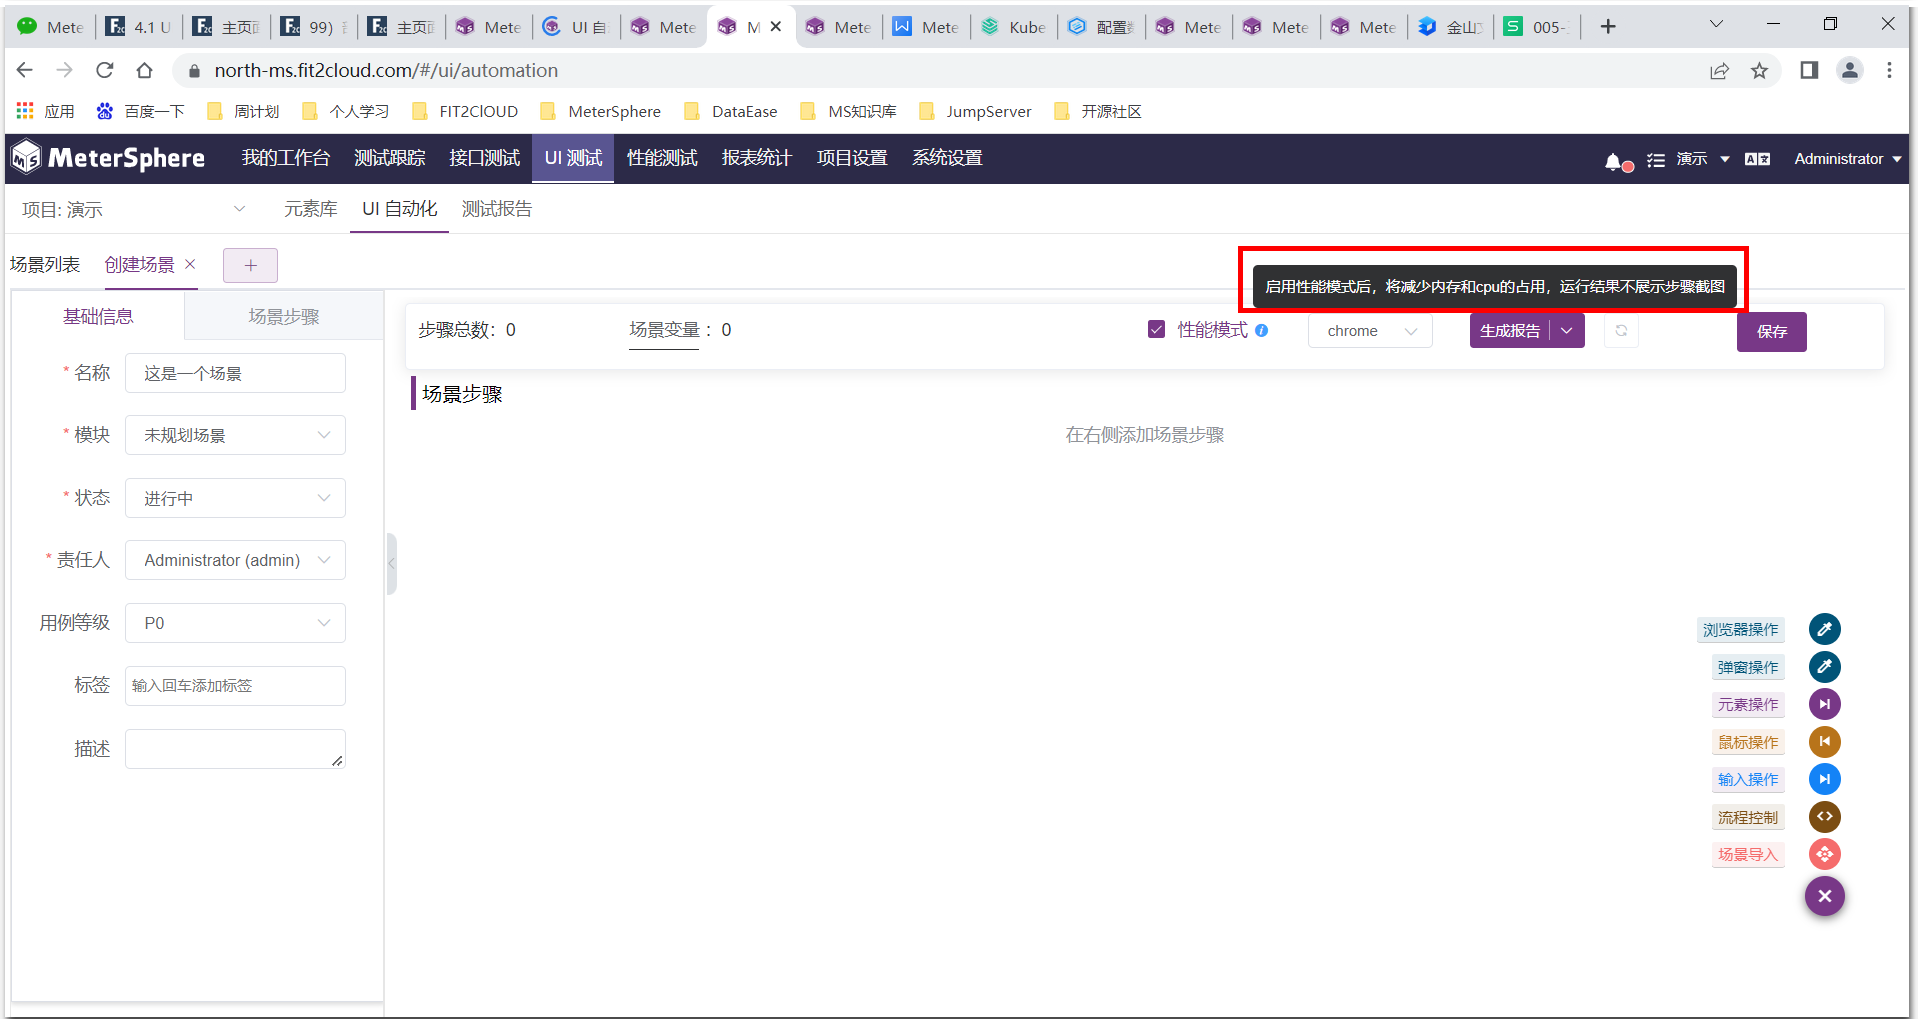 Mete
4.1 U
主页面
99)
主页面
Mete
UI 自
Mete
M
Mete
Mete
Kube
配置
Mete
Mete
Mete
金山
005-
north-ms.fit2cloud.com/#/ui/automation
应用
百度一下
周计划
个人学习
FIT2ClOUD
MeterSphere
DataEase
MS知识库
JumpServer
开源社区
MeterSphere
我的工作台
测试跟踪
接口测试
UI 测试
性能测试
报表统计
项目设置
系统设置
演示
Administrator
项目: 演示
元素库
UI 自动化
测试报告
场景列表
创建场景
+
启用性能模式后，将减少内存和cpu的占用，运行结果不展示步骤截图
基础信息
场景步骤
步骤总数：0
场景变量 ：0
性能模式
chrome
生成报告
保存
* 名称
这是一个场景
场景步骤
* 模块
未规划场景
在右侧添加场景步骤
* 状态
进行中
* 责任人
Administrator (admin)
用例等级
P0
标签
输入回车添加标签
描述
浏览器操作
弹窗操作
元素操作
鼠标操作
输入操作
流程控制
场景导入